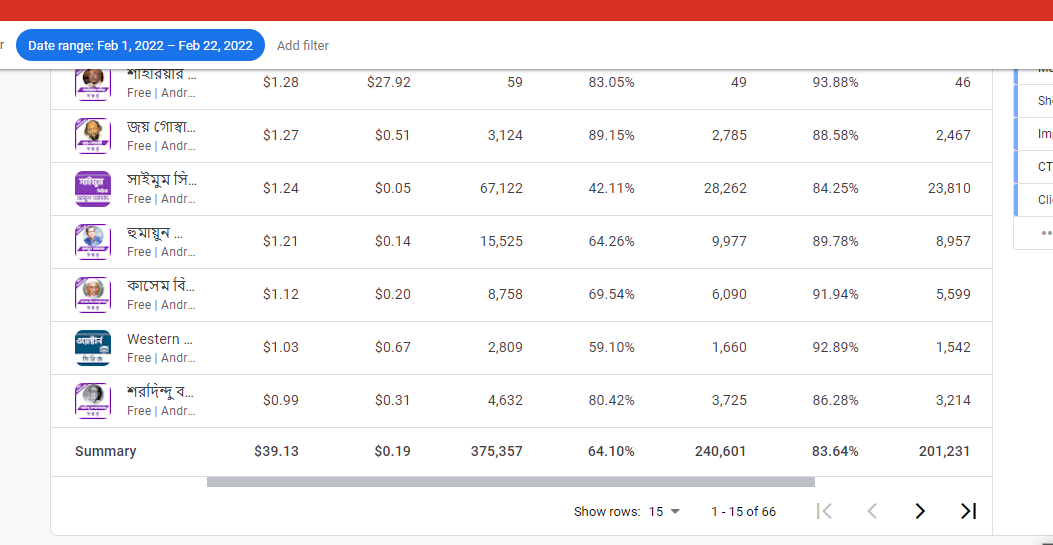 r Date range: Feb 1, 2022 – Feb 22, 2022 Add filter
শাহরিয়ার ... $1.28 $27.92 59 83.05% 49 93.88% 46
Free | Andr...
জয় গোস্বা... $1.27 $0.51 3,124 89.15% 2,785 88.58% 2,467
Free | Andr...
সাইমুম সি... $1.24 $0.05 67,122 42.11% 28,262 84.25% 23,810
Free | Andr...
হুমায়ুন ... $1.21 $0.14 15,525 64.26% 9,977 89.78% 8,957
Free | Andr...
কাসেম বি... $1.12 $0.20 8,758 69.54% 6,090 91.94% 5,599
Free | Andr...
Western ... $1.03 $0.67 2,809 59.10% 1,660 92.89% 1,542
Free | Andr...
শরদিন্দু ব... $0.99 $0.31 4,632 80.42% 3,725 86.28% 3,214
Free | Andr...
Summary $39.13 $0.19 375,357 64.10% 240,601 83.64% 201,231
Show rows: 15 1 - 15 of 66
Sh
Im
CT
Cli